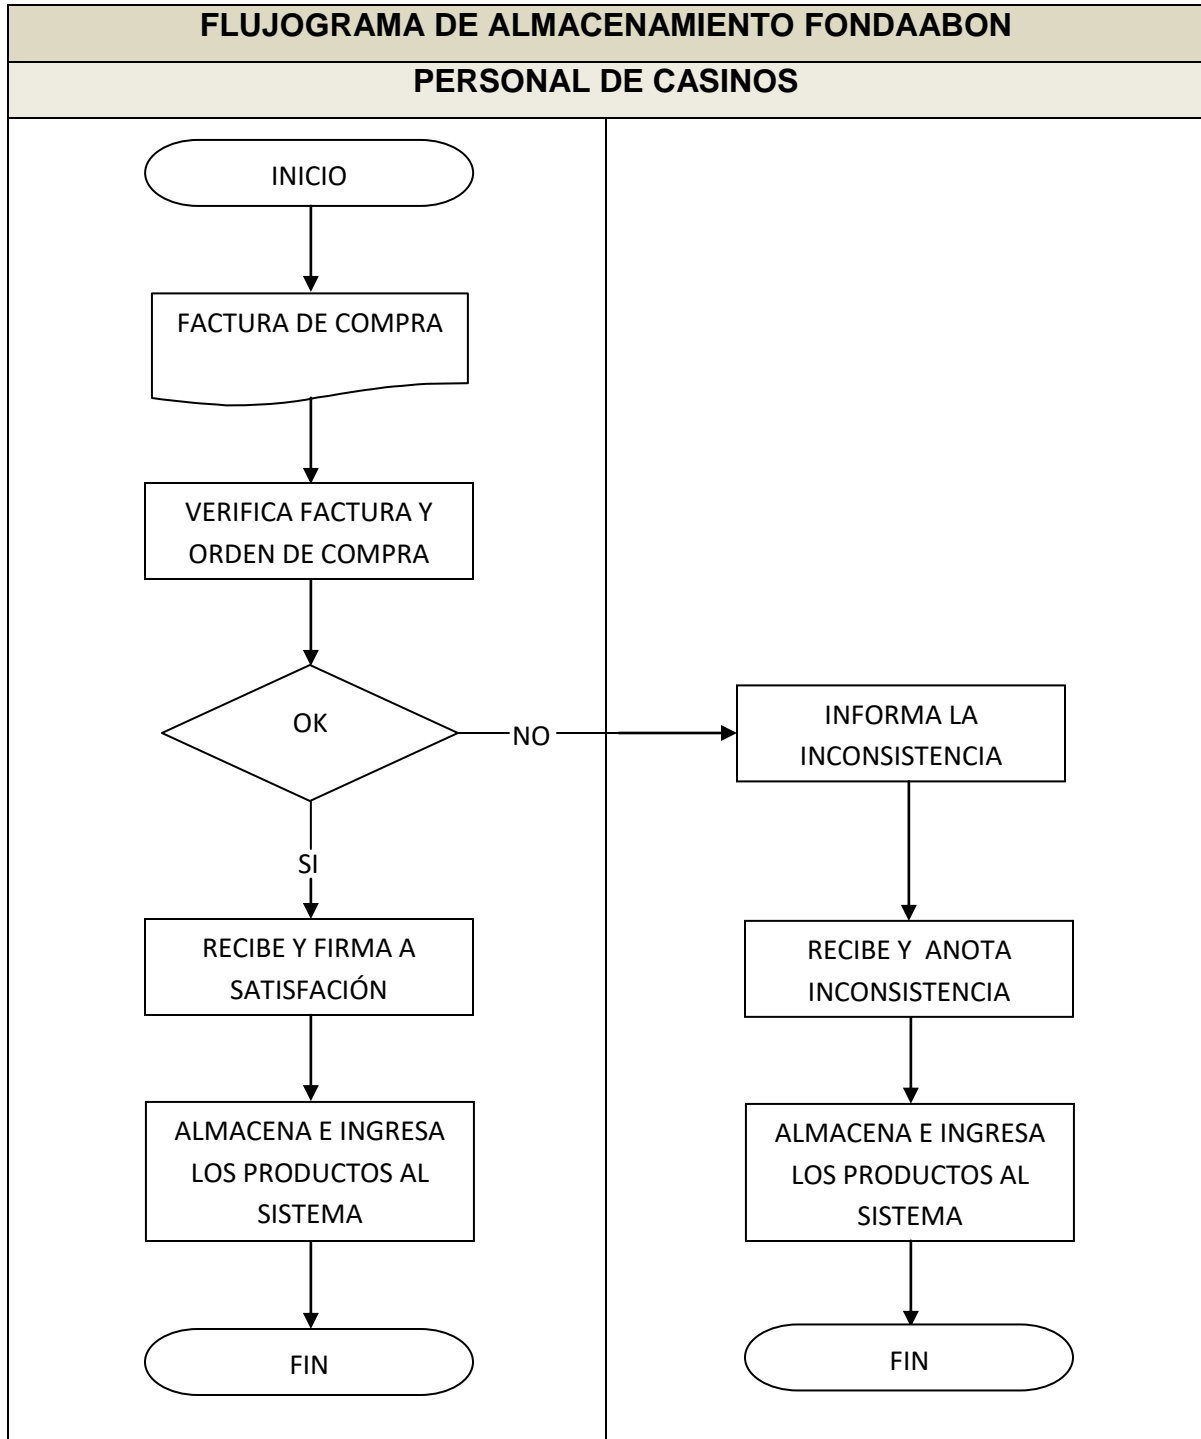 FLUJOGRAMA DE ALMACENAMIENTO FONDAABON
PERSONAL DE CASINOS
INICIO
FACTURA DE COMPRA
VERIFICA FACTURA Y
ORDEN DE COMPRA
OK
NO
INFORMA LA
INCONSISTENCIA
SI
RECIBE Y FIRMA A
SATISFACIÓN
RECIBE Y ANOTA
INCONSISTENCIA
ALMACENA E INGRESA
LOS PRODUCTOS AL
SISTEMA
ALMACENA E INGRESA
LOS PRODUCTOS AL
SISTEMA
FIN
FIN